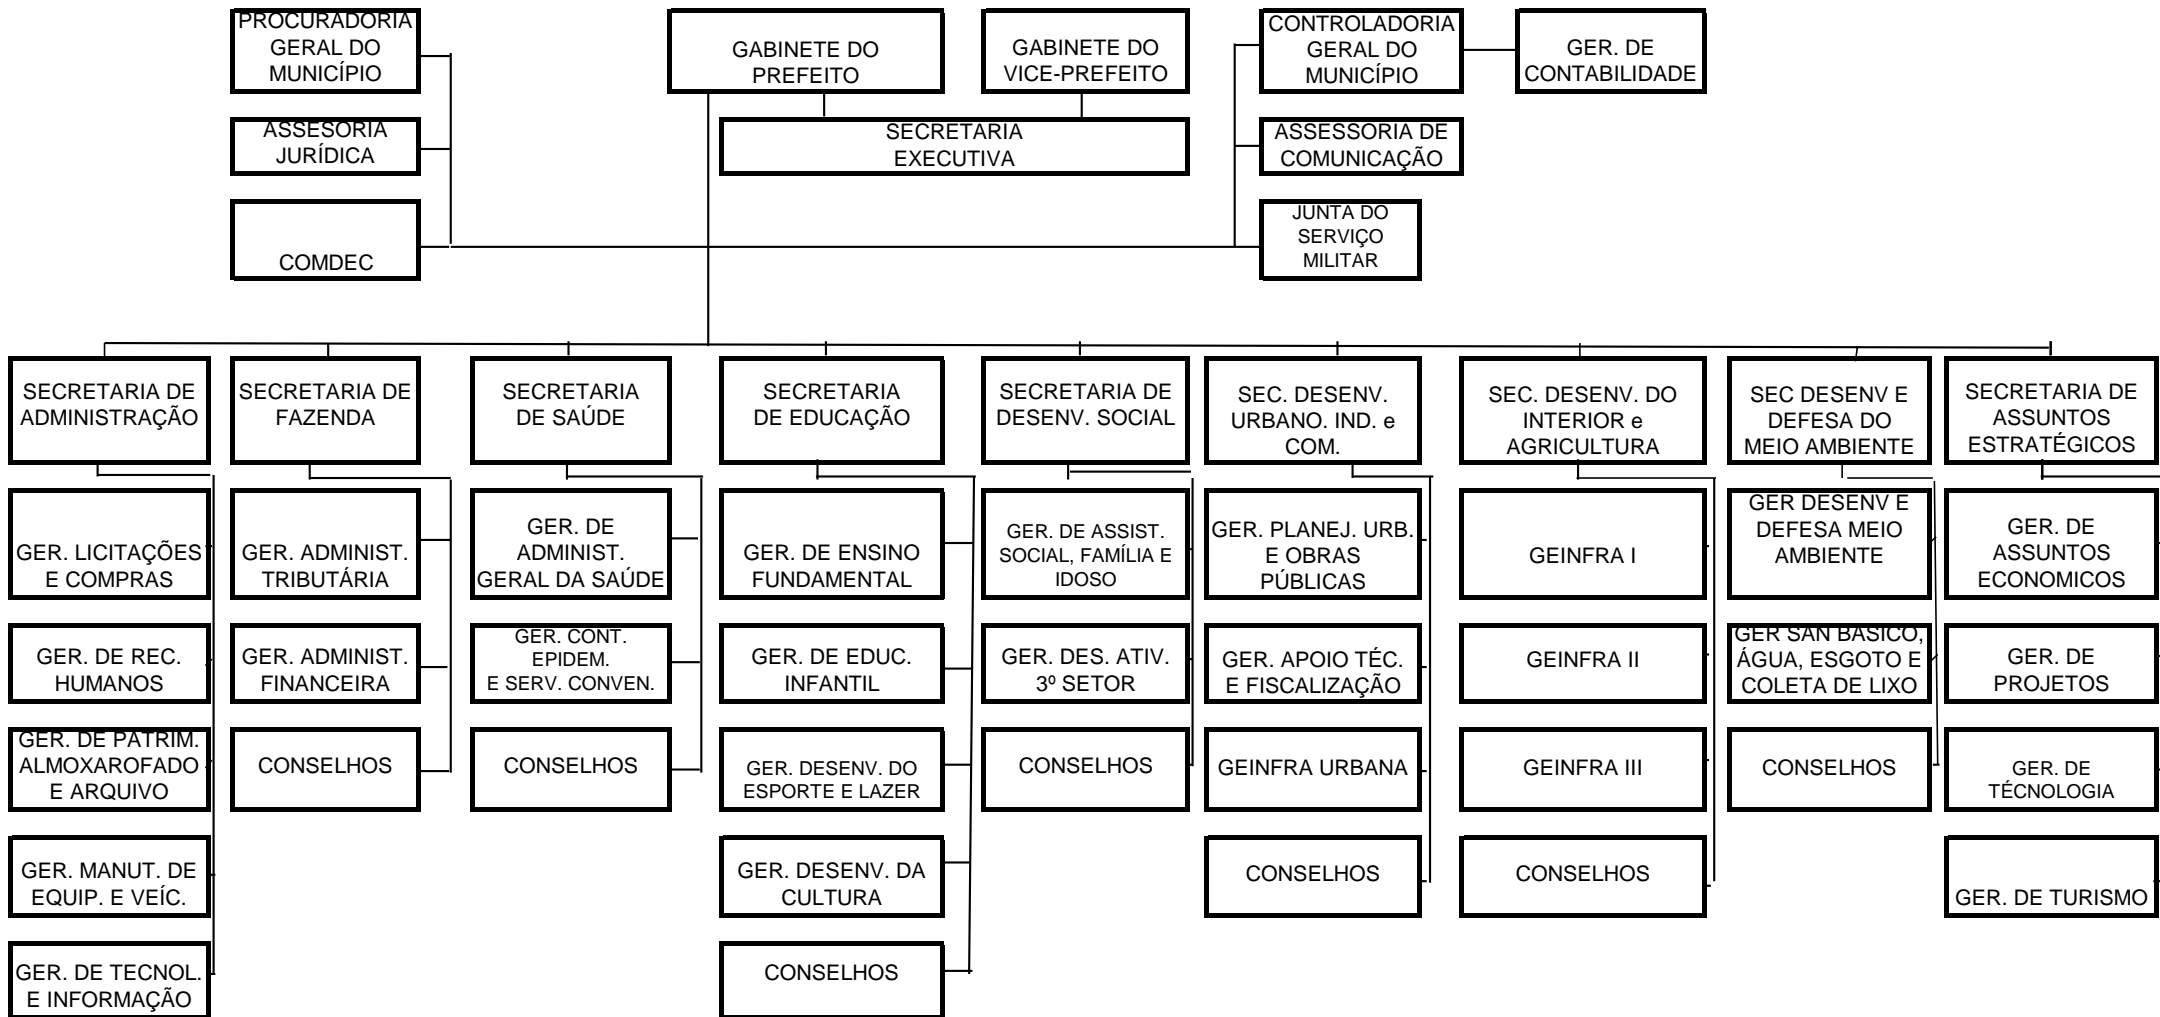 PROCURADORIA
GERAL DO
MUNICÍPIO
GABINETE DO
PREFEITO
GABINETE DO
VICE-PREFEITO
CONTROLADORIA
GERAL DO
MUNICÍPIO
GER. DE
CONTABILIDADE
ASSESORIA
JURÍDICA
SECRETARIA
EXECUTIVA
ASSESSORIA DE
COMUNICAÇÃO
COMDEC
JUNTA DO
SERVIÇO
MILITAR
SECRETARIA DE
ADMINISTRAÇÃO
SECRETARIA DE
FAZENDA
SECRETARIA
DE SAÚDE
SECRETARIA
DE EDUCAÇÃO
SECRETARIA DE
DESENV. SOCIAL
SEC. DESENV.
URBANO. IND. e
COM.
SEC. DESENV. DO
INTERIOR e
AGRICULTURA
SEC DESENV E
DEFESA DO
MEIO AMBIENTE
SECRETARIA DE
ASSUNTOS
ESTRATÉGICOS
GER. LICITAÇÕES
E COMPRAS
GER. ADMINIST.
TRIBUTÁRIA
GER. DE
ADMINIST.
GERAL DA SAÚDE
GER. DE ENSINO
FUNDAMENTAL
GER. DE ASSIST.
SOCIAL, FAMÍLIA E
IDOSO
GER. PLANEJ. URB.
E OBRAS
PÚBLICAS
GEINFRA I
GER DESENV E
DEFESA MEIO
AMBIENTE
GER. DE
ASSUNTOS
ECONOMICOS
GER. DE REC.
HUMANOS
GER. ADMINIST.
FINANCEIRA
GER. CONT.
EPIDEM.
E SERV. CONVEN.
GER. DE EDUC.
INFANTIL
GER. DES. ATIV.
3º SETOR
GER. APOIO TÉC.
E FISCALIZAÇÃO
GEINFRA II
GER SAN BASICO,
ÁGUA, ESGOTO E
COLETA DE LIXO
GER. DE
PROJETOS
GER. DE PATRIM.
ALMOXAROFADO
E ARQUIVO
CONSELHOS
CONSELHOS
GER. DESENV. DO
ESPORTE E LAZER
CONSELHOS
GEINFRA URBANA
GEINFRA III
CONSELHOS
GER. DE
TÉCNOLOGIA
GER. MANUT. DE
EQUIP. E VEÍC.
GER. DESENV. DA
CULTURA
CONSELHOS
CONSELHOS
GER. DE TURISMO
GER. DE TECNOL.
E INFORMAÇÃO
CONSELHOS